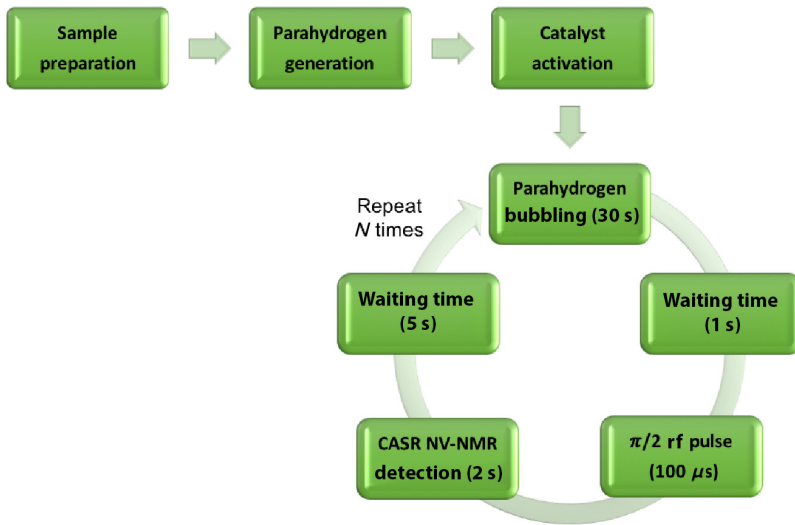 Sample
preparation
Parahydrogen
generation
Catalyst
activation
Parahydrogen
bubbling (30 s)
Waiting time
(1 s)
π/2 rf pulse
(100 μs)
CASR NV-NMR
detection (2 s)
Waiting time
(5 s)
Repeat
N times